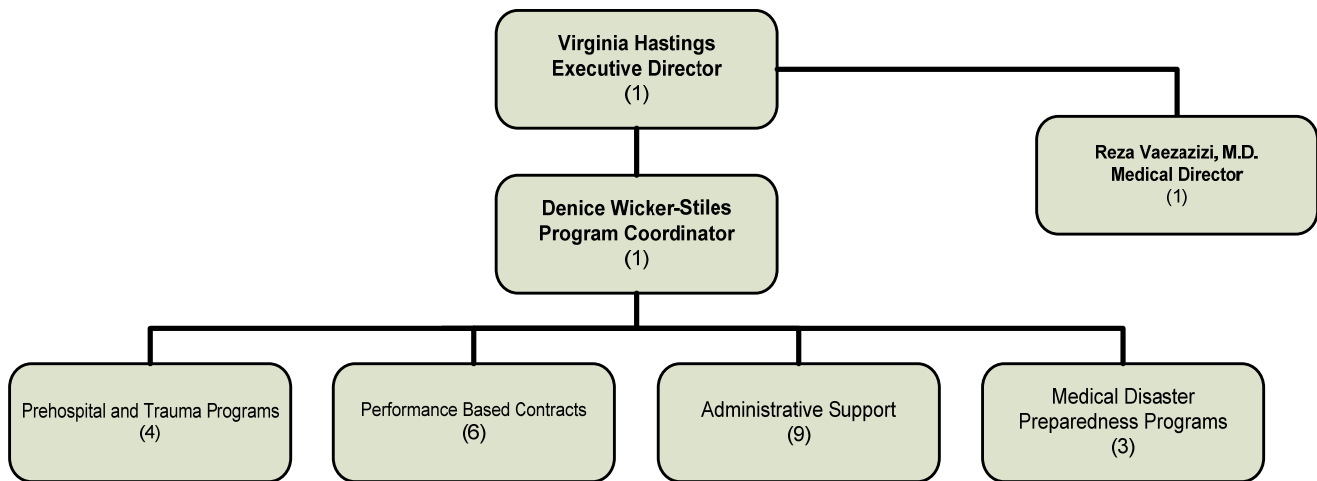 Virginia Hastings
Executive Director
(1)
Reza Vaezazizi, M.D.
Medical Director
(1)
Denice Wicker-Stiles
Program Coordinator
(1)
Prehospital and Trauma Programs
(4)
Performance Based Contracts
(6)
Administrative Support
(9)
Medical Disaster
Preparedness Programs
(3)